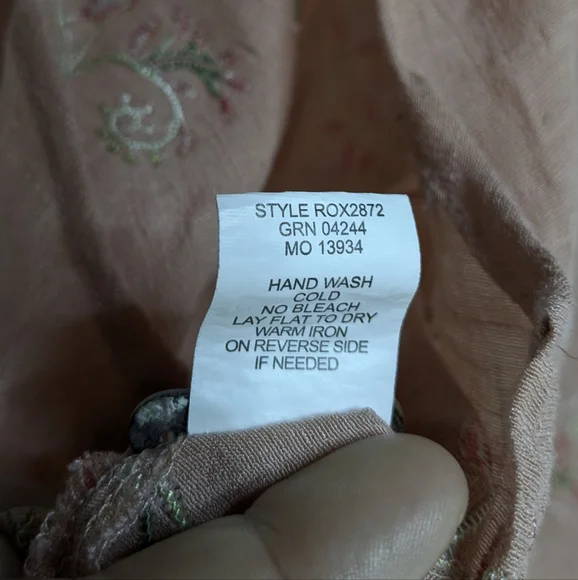 STYLE ROX2872
GRN 04244
MO 13934
HAND WASH
COLD
NO BLEACH
LAY FLAT TO DRY
WARM IRON
ON REVERSE SIDE
IF NEEDED